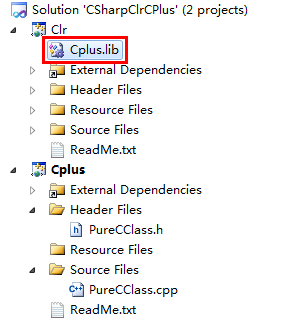 Solution 'CSharpClrCPlus' (2 projects)
Clr
Cplus.lib
External Dependencies
Header Files
Resource Files
Source Files
ReadMe.txt
Cplus
External Dependencies
Header Files
PureCClass.h
Resource Files
Source Files
PureCClass.cpp
ReadMe.txt